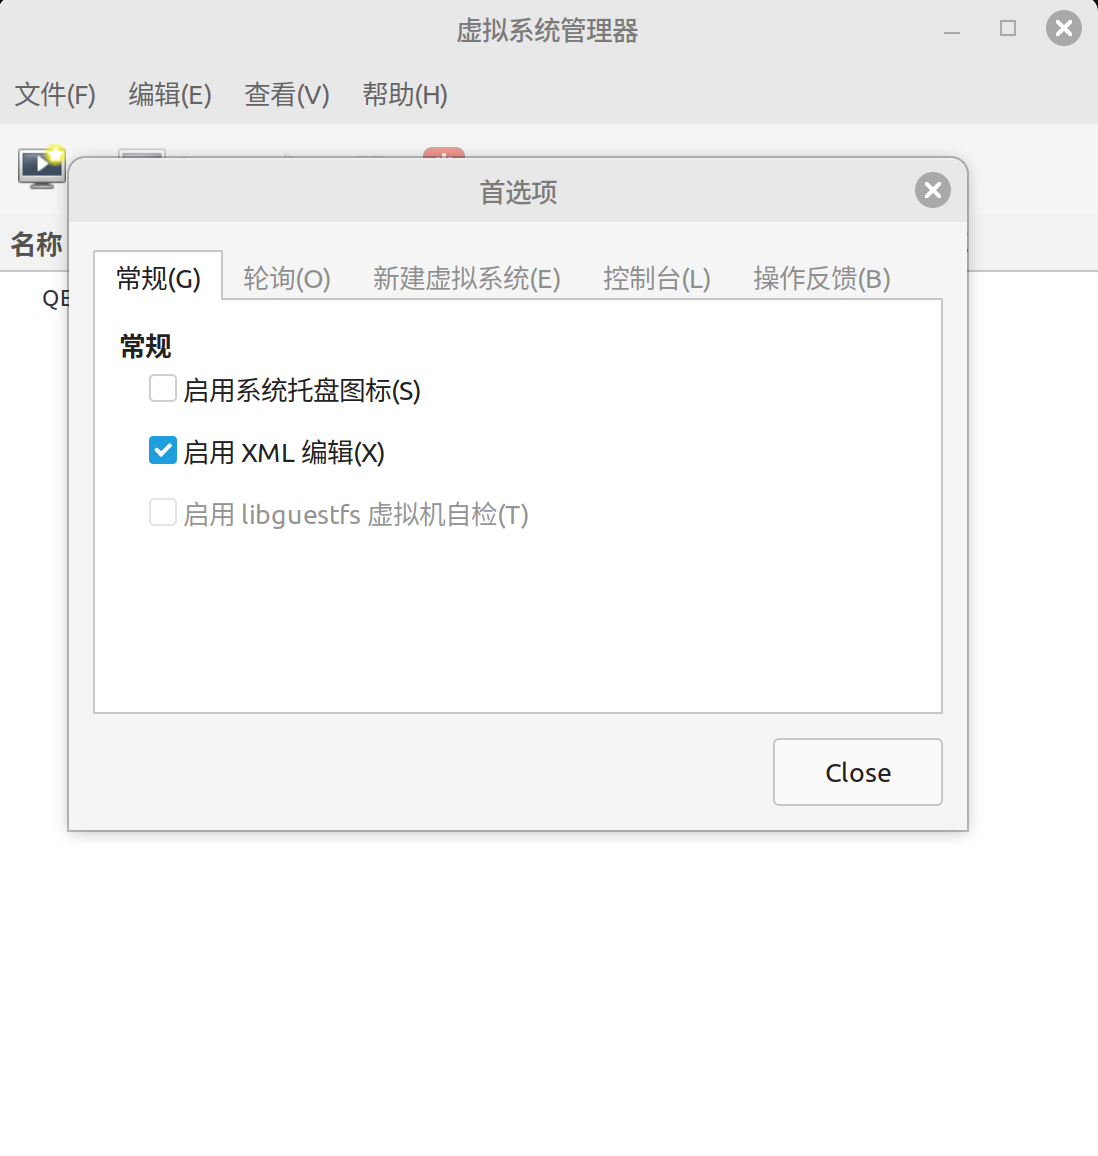 虚拟系统管理器
文件(F) 编辑(E) 查看(V) 帮助(H)
首选项
名称
常规(G) 轮询(O) 新建虚拟系统(E) 控制台(L) 操作反馈(B)
常规
启用系统托盘图标(S)
启用 XML 编辑(X)
启用 libguestfs 虚拟机自检(T)
Close